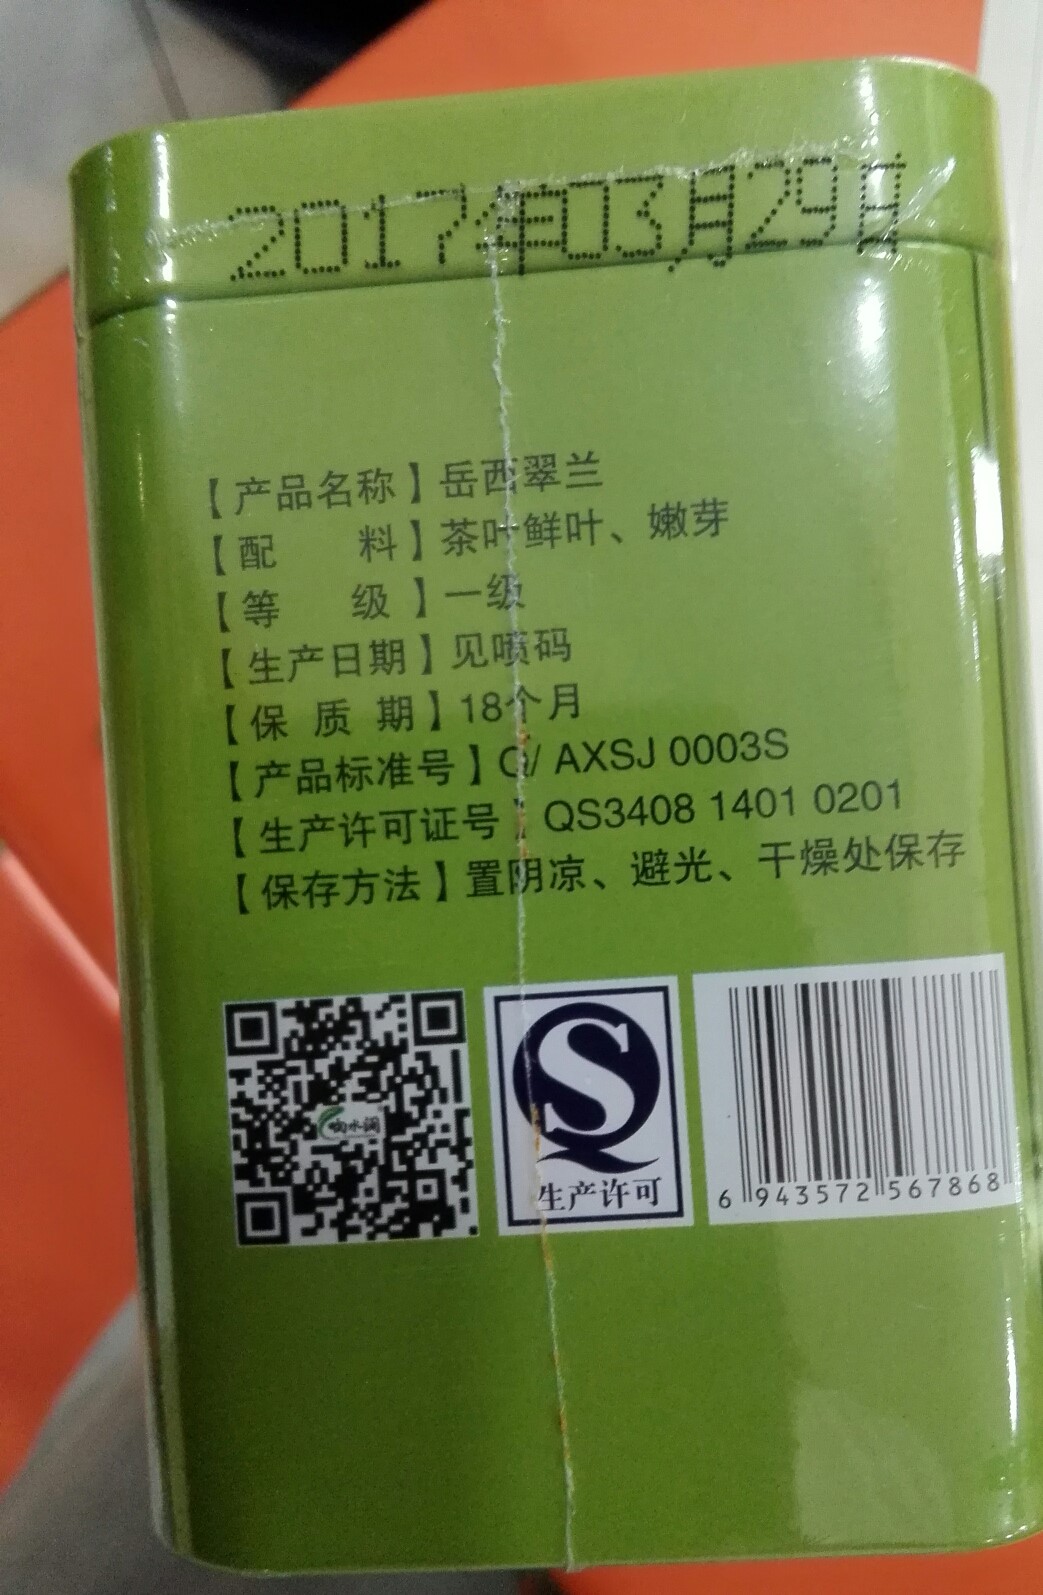 2017年03月29日
【产品名称】岳西翠兰
【配　　料】茶叶鲜叶、嫩芽
【等　　级】一级
【生产日期】见喷码
【保 质 期】18个月
【产品标准号】Q/ AXSJ 0003S
【生产许可证号】QS3408 1401 0201
【保存方法】置阴凉、避光、干燥处保存
响水涧
生产许可
6 943572 567868